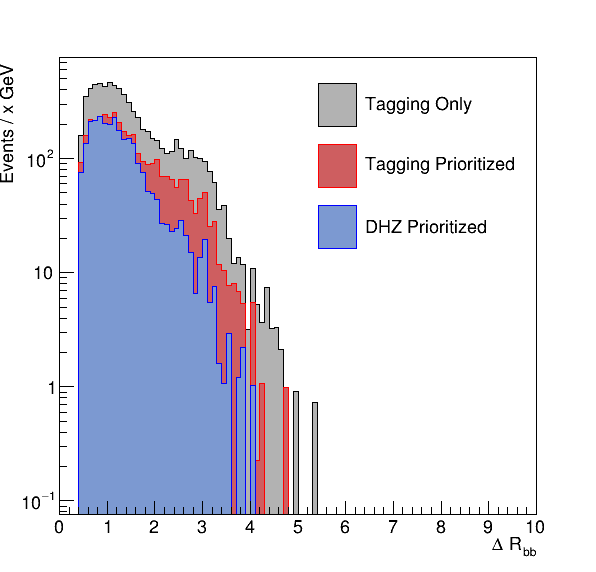 Events / x GeV
10²
10
1
10⁻¹
0 1 2 3 4 5 6 7 8 9 10
Δ R_bb
Tagging Only
Tagging Prioritized
DHZ Prioritized